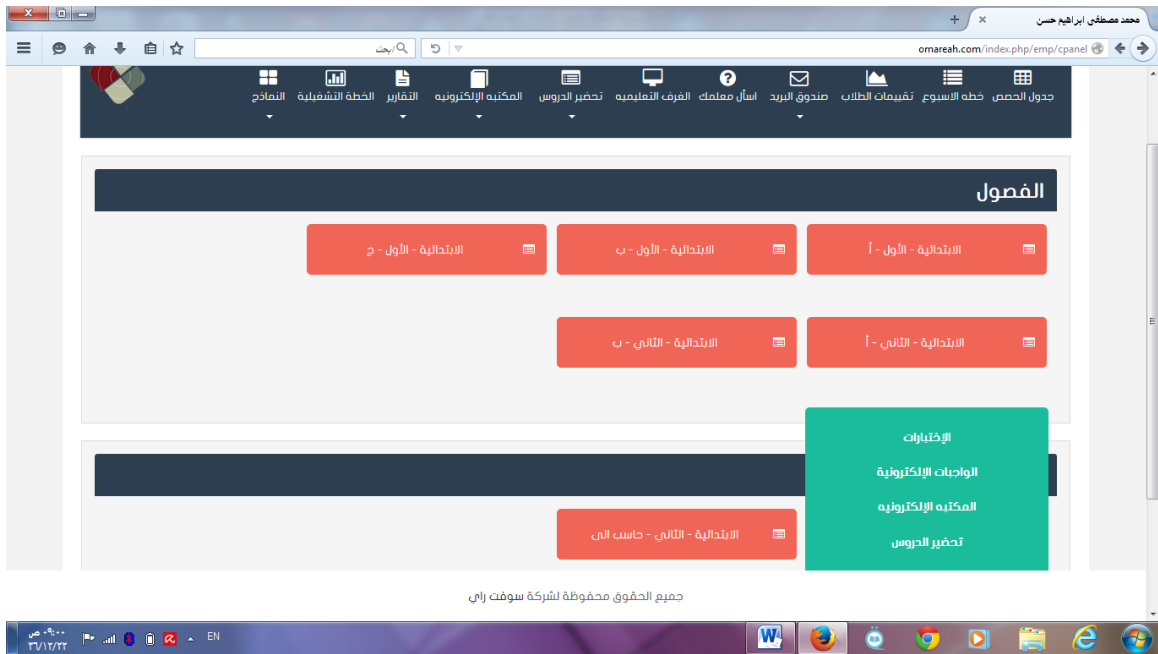 محمد مصطفى ابراهيم حسن
omareah.com/index.php/emp/cpanel
بحث
جدول الحصص
خطه الاسبوع
تقييمات الطلاب
صندوق البريد
اسأل معلمك
الغرف التعليميه
تحضير الدروس
المكتبه الإلكترونيه
التقارير
الخطة التشغيلية
النماذج
الفصول
الابتدائية - الأول - أ
الابتدائية - الأول - ب
الابتدائية - الأول - ج
الابتدائية - الثاني - أ
الابتدائية - الثاني - ب
الإختبارات
الواجبات الإلكترونية
المكتبه الإلكترونيه
تحضير الدروس
الابتدائية - الثاني - حاسب الى
جميع الحقوق محفوظة لشركة سوفت راي
EN
٠٩:٠٠ ص
٣٦/١٢/٢٢